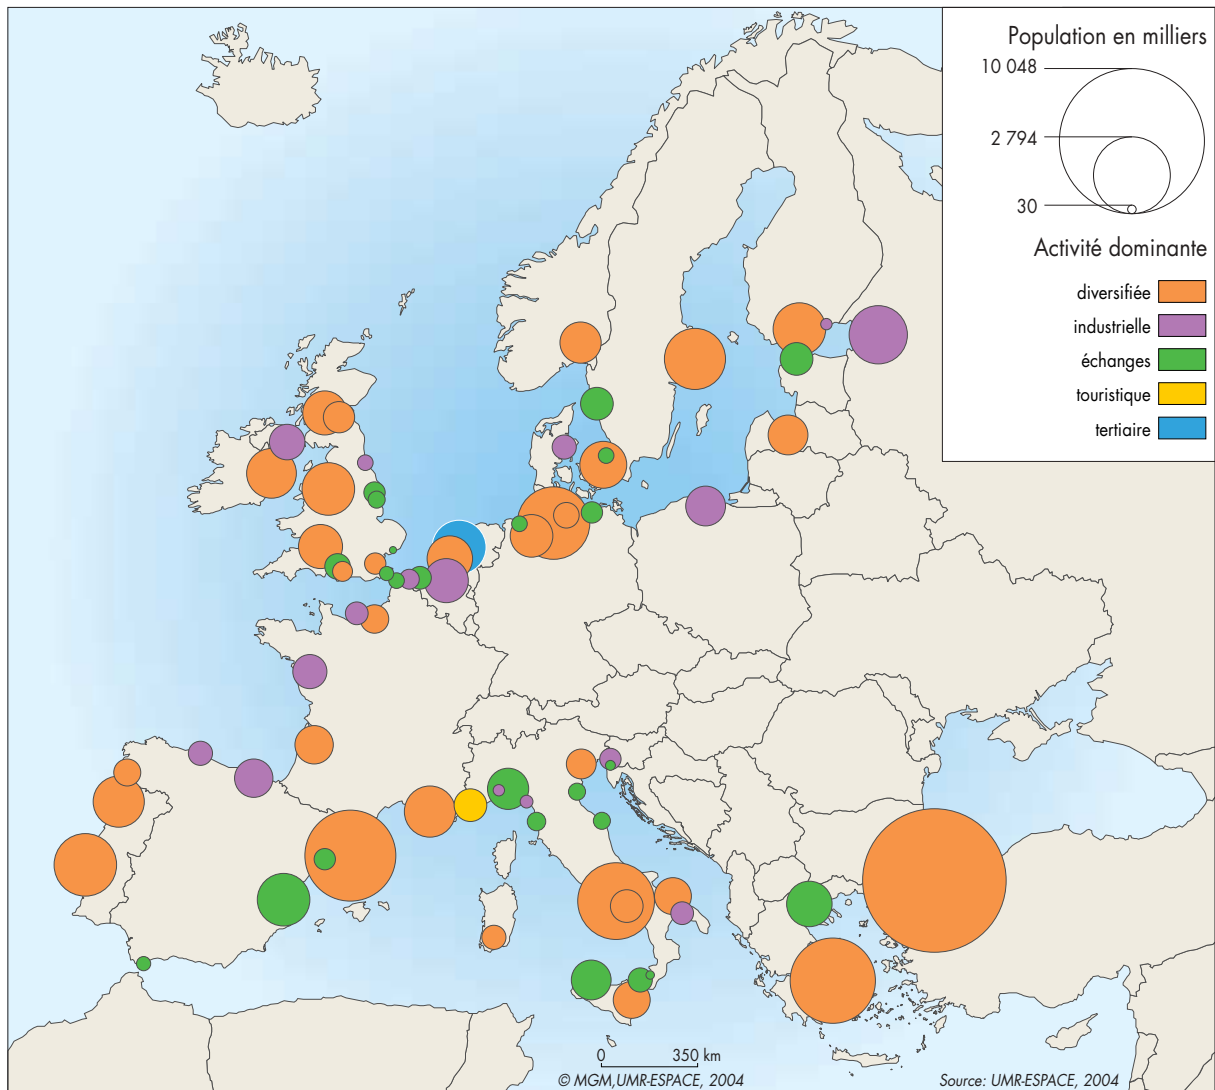 Population en milliers
10 048
2 794
30
Activité dominante
diversifiée
industrielle
échanges
touristique
tertiaire
0 350 km
© MGM,UMR-ESPACE, 2004
Source: UMR-ESPACE, 2004